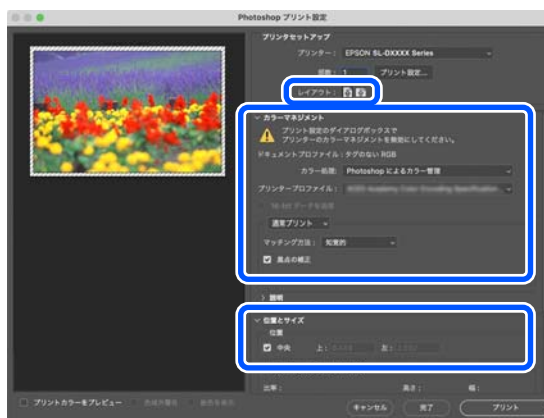 Photoshop プリント設定
プリンタセットアップ
プリンター： EPSON SL-DXXXX Series
部数： 1 プリント設定...
レイアウト：
カラーマネジメント
プリント設定のダイアログボックスで
プリンターのカラーマネジメントを無効にしてください。
ドキュメントプロファイル：タグのない RGB
カラー処理： Photoshop によるカラー管理
プリンタープロファイル：
通常プリント
マッチング方法： 知覚的
黒点の補正
説明
位置とサイズ
位置
中央 上： 左：
比率： 高さ： 幅：
プリントカラーをプレビュー 色域外警告
キャンセル 完了 プリント